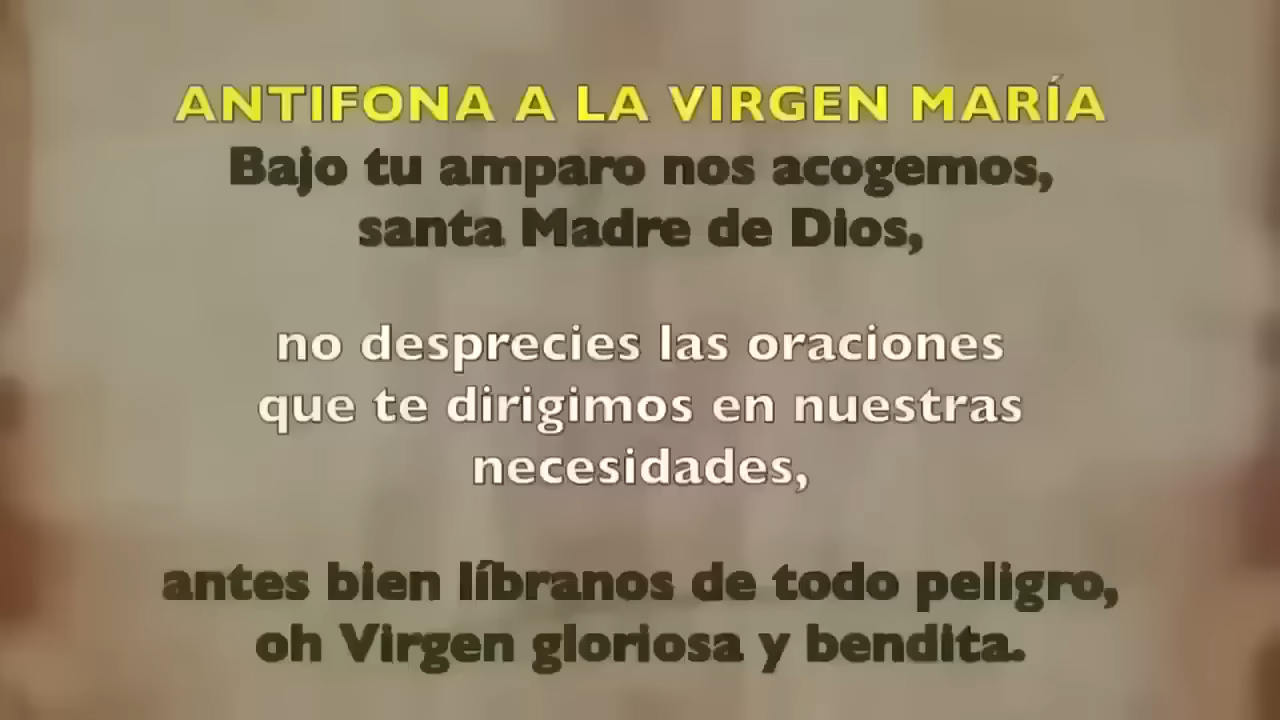 ANTIFONA A LA VIRGEN MARÍA
Bajo tu amparo nos acogemos,
santa Madre de Dios,
no desprecies las oraciones
que te dirigimos en nuestras
necesidades,
antes bien líbranos de todo peligro,
oh Virgen gloriosa y bendita.